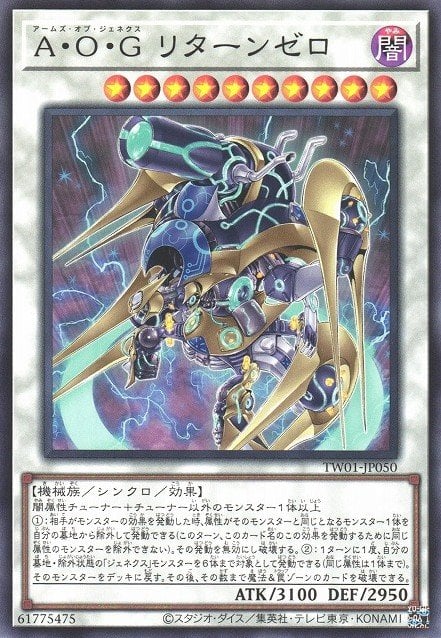 アームズ・オブ・ジェネクス
A・O・G リターンゼロ
やみ
闇
TW01-JP050
【機械族／シンクロ／効果】
闇属性チューナー＋チューナー以外のモンスター1体以上
①：相手がモンスターの効果を発動した時、属性がそのモンスターと同じとなるモンスター1体を
自分の墓地から除外して発動できる（このターン、このカード名のこの効果を発動するために同じ
属性のモンスターを除外できない）。その発動を無効にし破壊する。②：1ターンに1度、自分の
墓地・除外状態の「ジェネクス」モンスターを6体まで対象として発動できる（同じ属性は1体まで）。
そのモンスターをデッキに戻す。その後、その数まで魔法＆罠ゾーンのカードを破壊できる。
ATK/3100 DEF/2950
61775475
©スタジオ・ダイス／集英社・テレビ東京・KONAMI